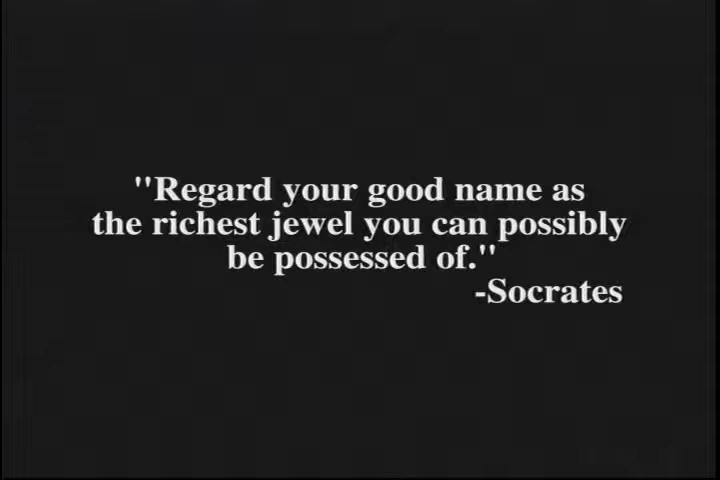 "Regard your good name as
the richest jewel you can possibly
be possessed of."
-Socrates